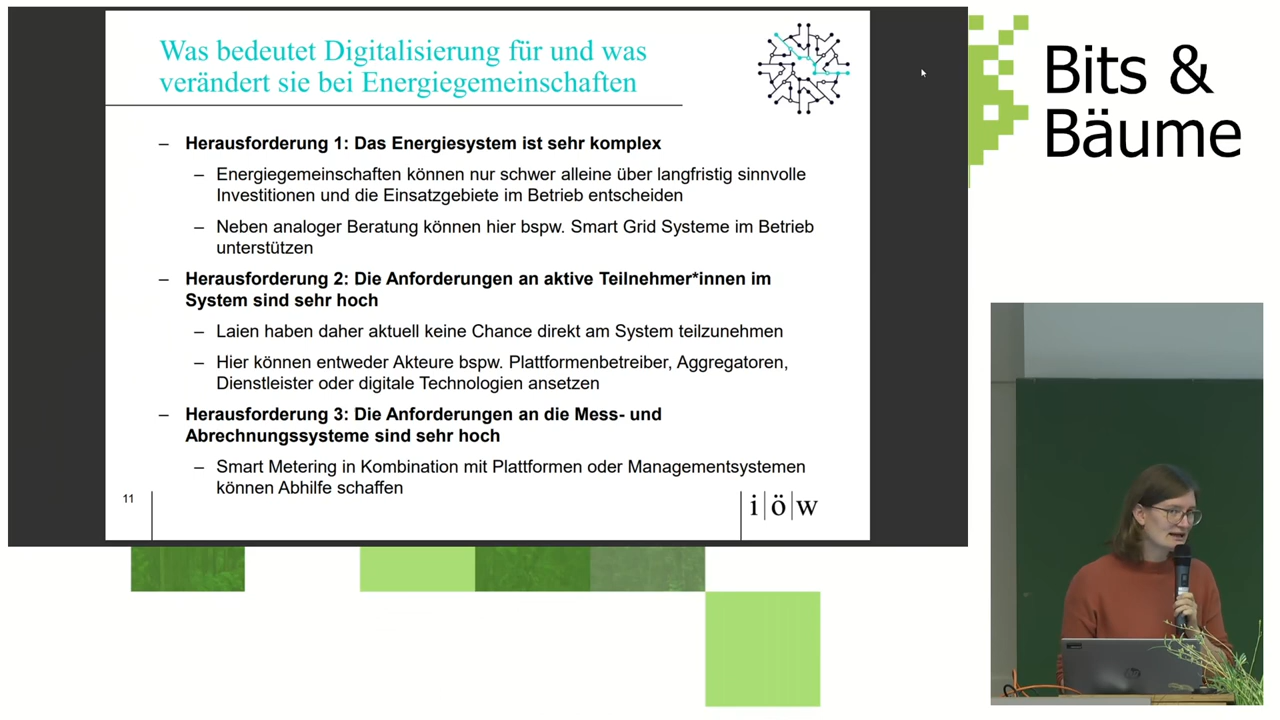 Was bedeutet Digitalisierung für und was
verändert sie bei Energiegemeinschaften
– Herausforderung 1: Das Energiesystem ist sehr komplex
– Energiegemeinschaften können nur schwer alleine über langfristig sinnvolle
Investitionen und die Einsatzgebiete im Betrieb entscheiden
– Neben analoger Beratung können hier bspw. Smart Grid Systeme im Betrieb
unterstützen
– Herausforderung 2: Die Anforderungen an aktive Teilnehmer*innen im
System sind sehr hoch
– Laien haben daher aktuell keine Chance direkt am System teilzunehmen
– Hier können entweder Akteure bspw. Plattformenbetreiber, Aggregatoren,
Dienstleister oder digitale Technologien ansetzen
– Herausforderung 3: Die Anforderungen an die Mess- und
Abrechnungssysteme sind sehr hoch
– Smart Metering in Kombination mit Plattformen oder Managementsystemen
können Abhilfe schaffen
11
i|ö|w
Bits &
Bäume
hp